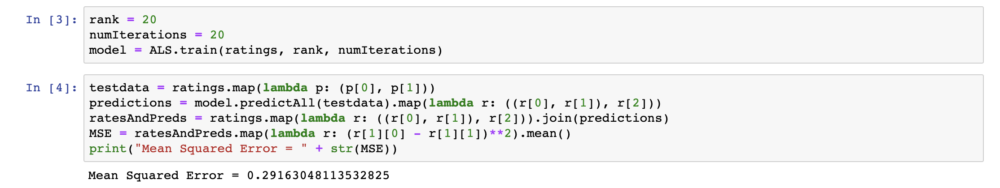 In [3]: rank = 20
numIterations = 20
model = ALS.train(ratings, rank, numIterations)
In [4]: testdata = ratings.map(lambda p: (p[0], p[1]))
predictions = model.predictAll(testdata).map(lambda r: ((r[0], r[1]), r[2]))
ratesAndPreds = ratings.map(lambda r: ((r[0], r[1]), r[2])).join(predictions)
MSE = ratesAndPreds.map(lambda r: (r[1][0] - r[1][1])**2).mean()
print("Mean Squared Error = " + str(MSE))
Mean Squared Error = 0.29163048113532825